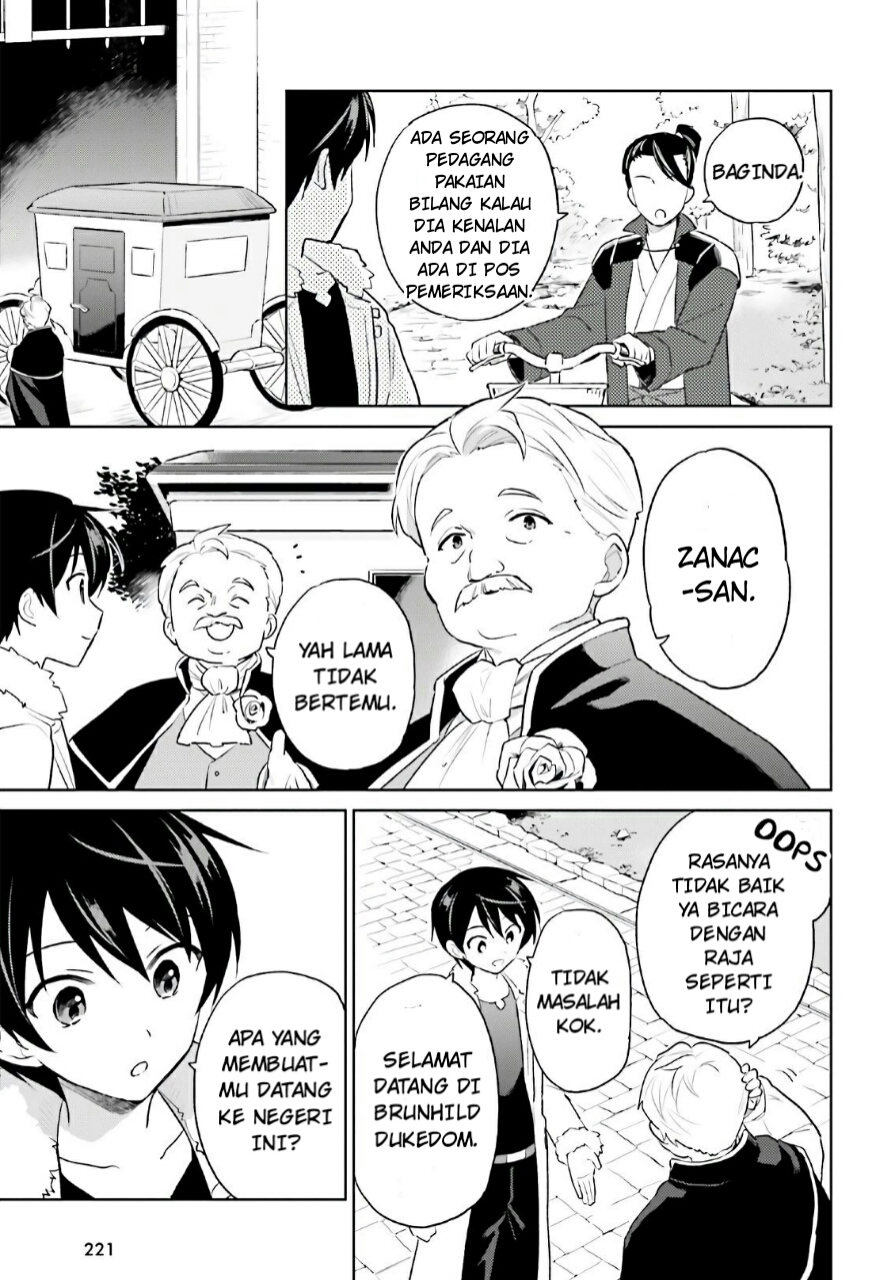 BAGINDA.
ADA SEORANG
PEDAGANG
PAKAIAN
BILANG KALAU
DIA KENALAN
ANDA DAN DIA
ADA DI POS
PEMERIKSAAN.
ZANAC
-SAN.
YAH LAMA
TIDAK
BERTEMU.
OOPS
RASANYA
TIDAK BAIK
YA BICARA
DENGAN
RAJA
SEPERTI
ITU?
TIDAK
MASALAH
KOK.
SELAMAT
DATANG DI
BRUNHILD
DUKEDOM.
APA YANG
MEMBUAT-
MU DATANG
KE NEGERI
INI?
221